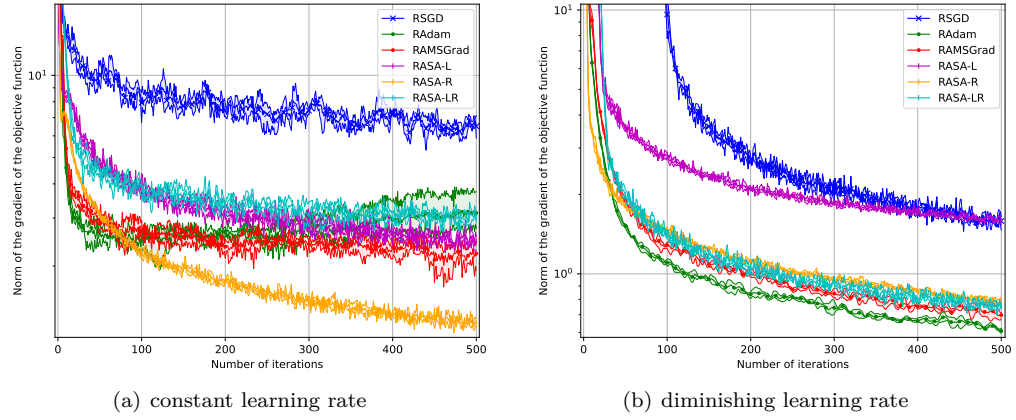 Norm of the gradient of the objective function
10¹
RSGD
RAdam
RAMSGrad
RASA-L
RASA-R
RASA-LR
0 100 200 300 400 500
Number of iterations
(a) constant learning rate
Norm of the gradient of the objective function
10¹
10⁰
RSGD
RAdam
RAMSGrad
RASA-L
RASA-R
RASA-LR
0 100 200 300 400 500
Number of iterations
(b) diminishing learning rate